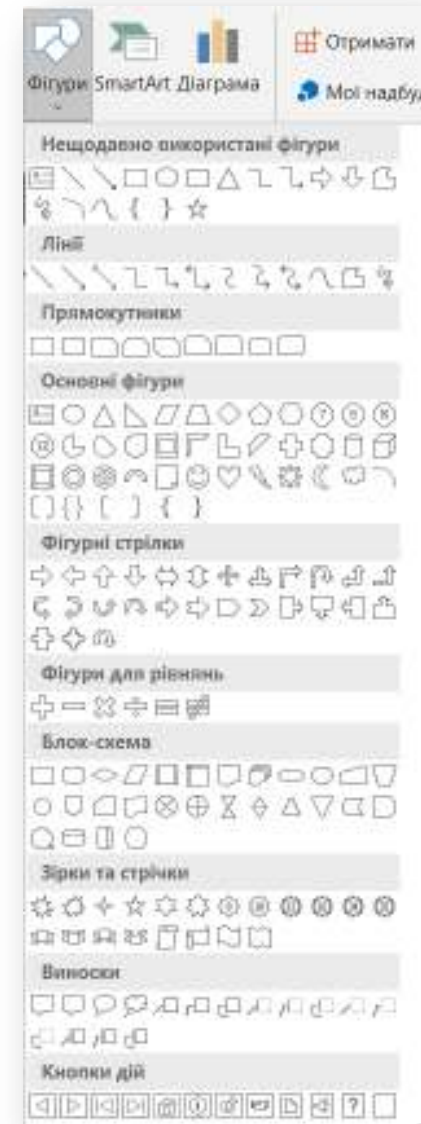 Фігури SmartArt Діаграма
Отримати
Мої надбуд
Нещодавно використані фігури
Лінії
Прямокутники
Основні фігури
Фігурні стрілки
Фігури для рівнянь
Блок-схема
Зірки та стрічки
Виноски
Кнопки дій